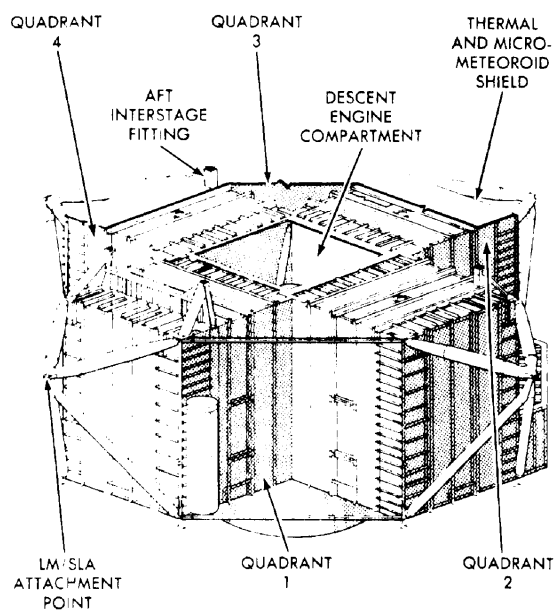 QUADRANT
4
QUADRANT
3
THERMAL
AND MICRO-
METEOROID
SHIELD
AFT
INTERSTAGE
FITTING
DESCENT
ENGINE
COMPARTMENT
LM/SLA
ATTACHMENT
POINT
QUADRANT
1
QUADRANT
2